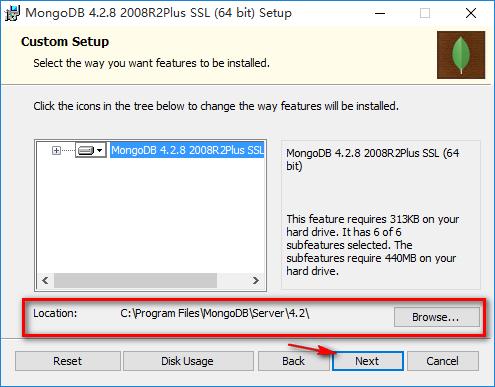 MongoDB 4.2.8 2008R2Plus SSL (64 bit) Setup
Custom Setup
Select the way you want features to be installed.
Click the icons in the tree below to change the way features will be installed.
MongoDB 4.2.8 2008R2Plus SSL
MongoDB 4.2.8 2008R2Plus SSL (64
bit)
This feature requires 313KB on your
hard drive. It has 6 of 6
subfeatures selected. The
subfeatures require 440MB on your
hard drive.
Location: C:\Program Files\MongoDB\Server\4.2\ Browse...
Reset Disk Usage Back Next Cancel